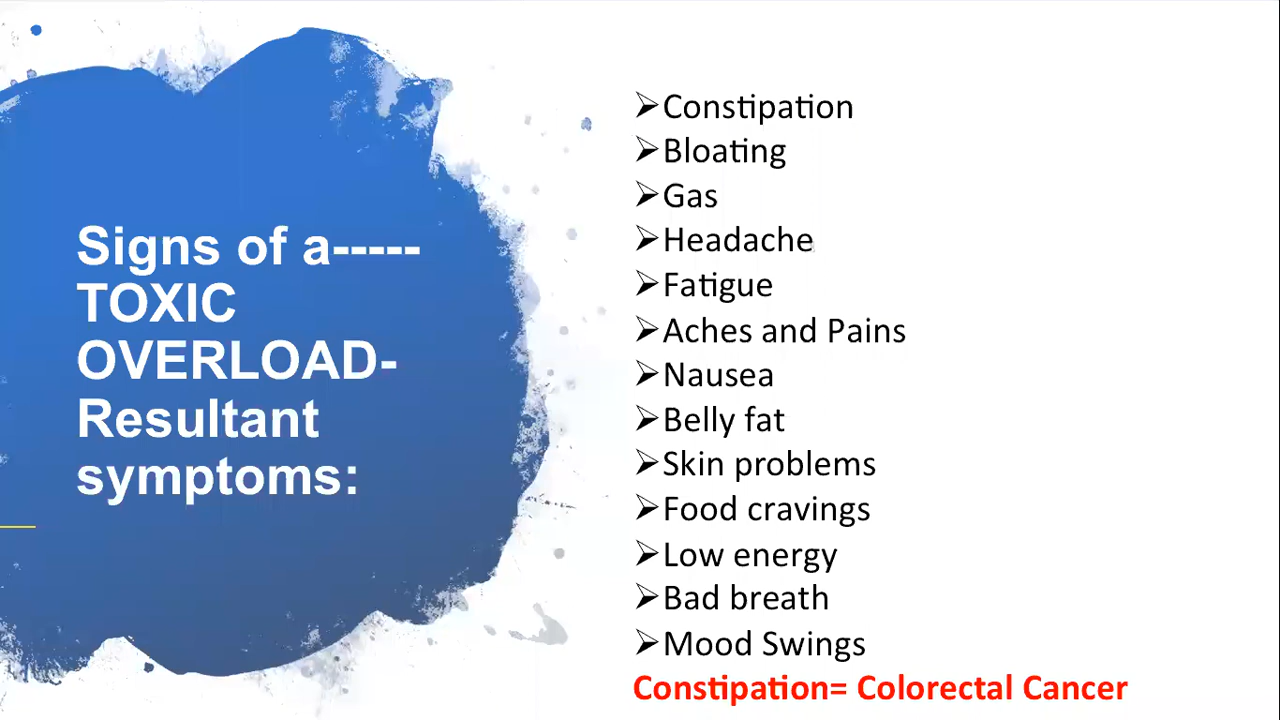 Signs of a-----
TOXIC
OVERLOAD-
Resultant
symptoms:
➢Constipation
➢Bloating
➢Gas
➢Headache
➢Fatigue
➢Aches and Pains
➢Nausea
➢Belly fat
➢Skin problems
➢Food cravings
➢Low energy
➢Bad breath
➢Mood Swings
Constipation= Colorectal Cancer